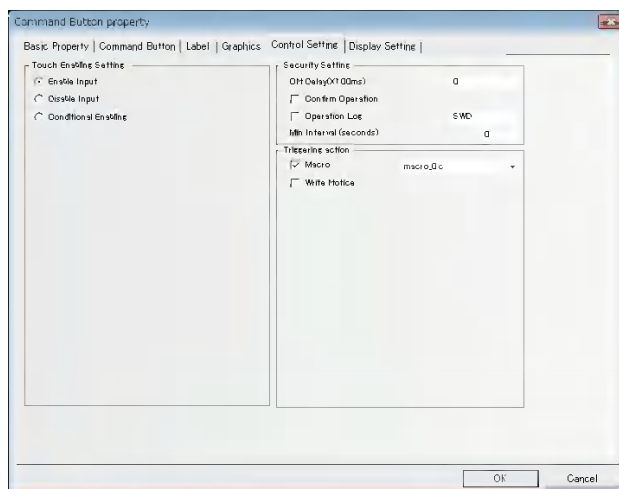 Command Button property
Basic Property | Command Button | Label | Graphics | Control Setting | Display Setting |
Touch Enabling Setting
Enable Input
Disable Input
Conditional Enabling
Security Setting
Off Delay(X100ms) 0
Confirm Operation
Operation Log SWD
Min Interval (seconds) 0
Triggering action
Macro macro_0.c
Write Notice
OK Cancel